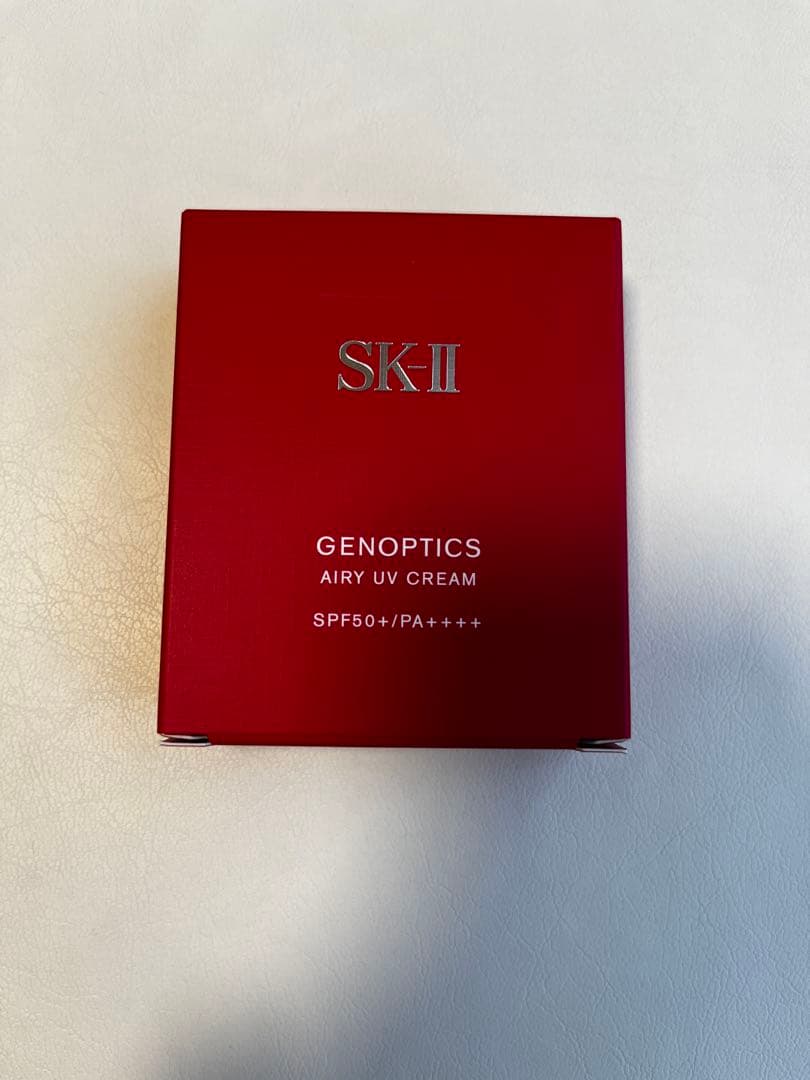 SK-II
GENOPTICS
AIRY UV CREAM
SPF50+/PA++++